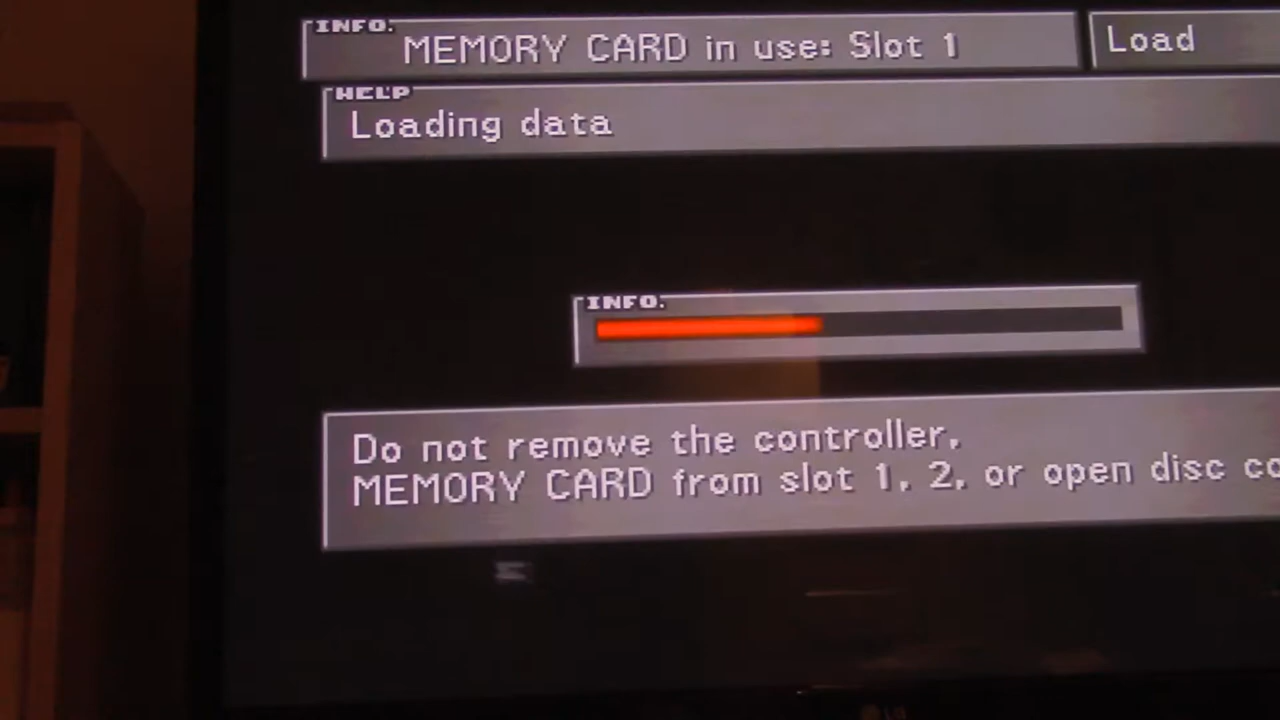 INFO.
MEMORY CARD in use: Slot 1
Load
HELP
Loading data
INFO.
Do not remove the controller,
MEMORY CARD from slot 1, 2, or open disc co